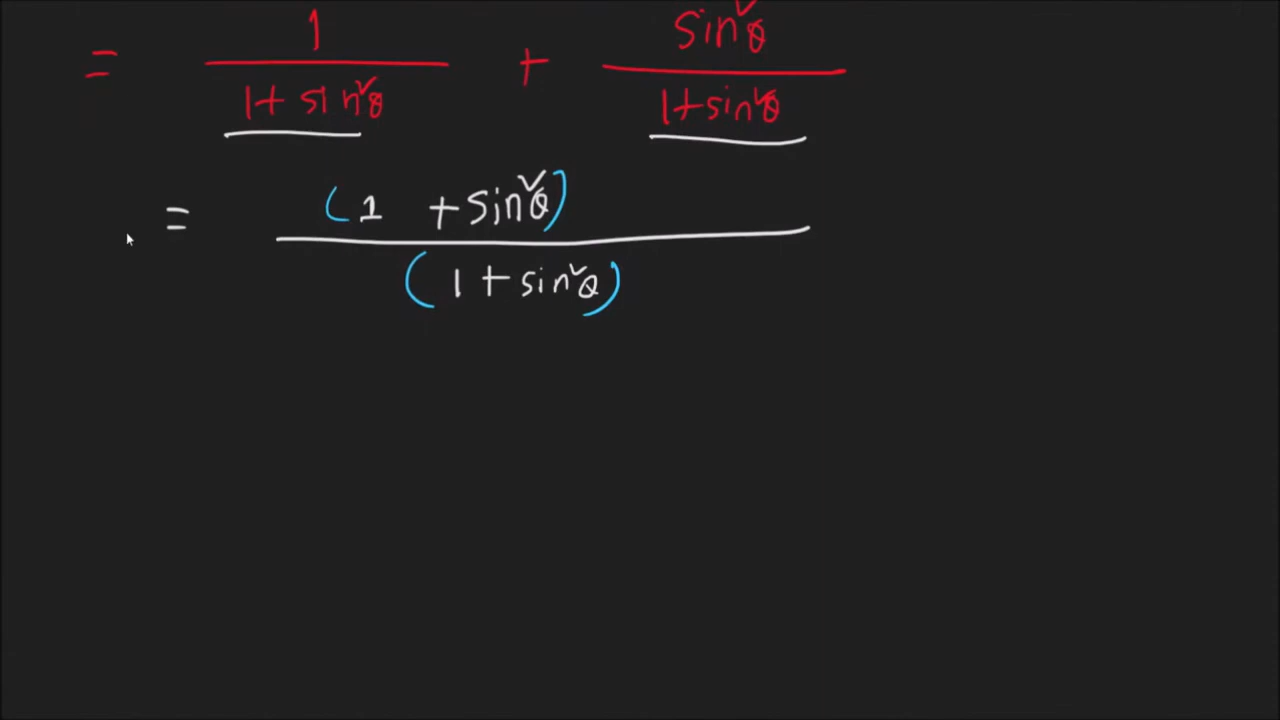 = 1/(1 + sin²θ) + sin²θ/(1 + sin²θ)
= (1 + sin²θ)/(1 + sin²θ)